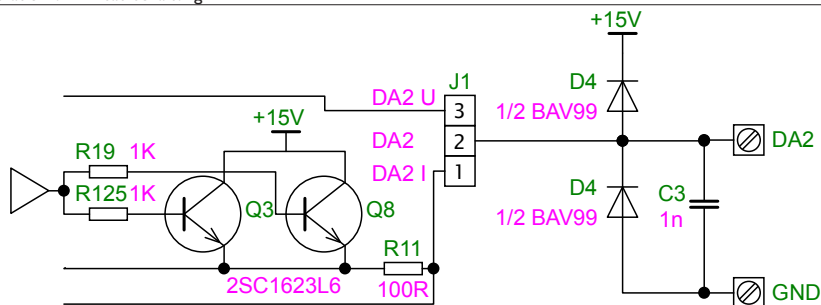 +15V
J1
D4
DA2 U
3
1/2 BAV99
+15V
DA2
2
DA2
R19 1K
DA2 I
1
R125 1K
D4
Q3
Q8
C3
1/2 BAV99
1n
R11
2SC1623L6
100R
GND